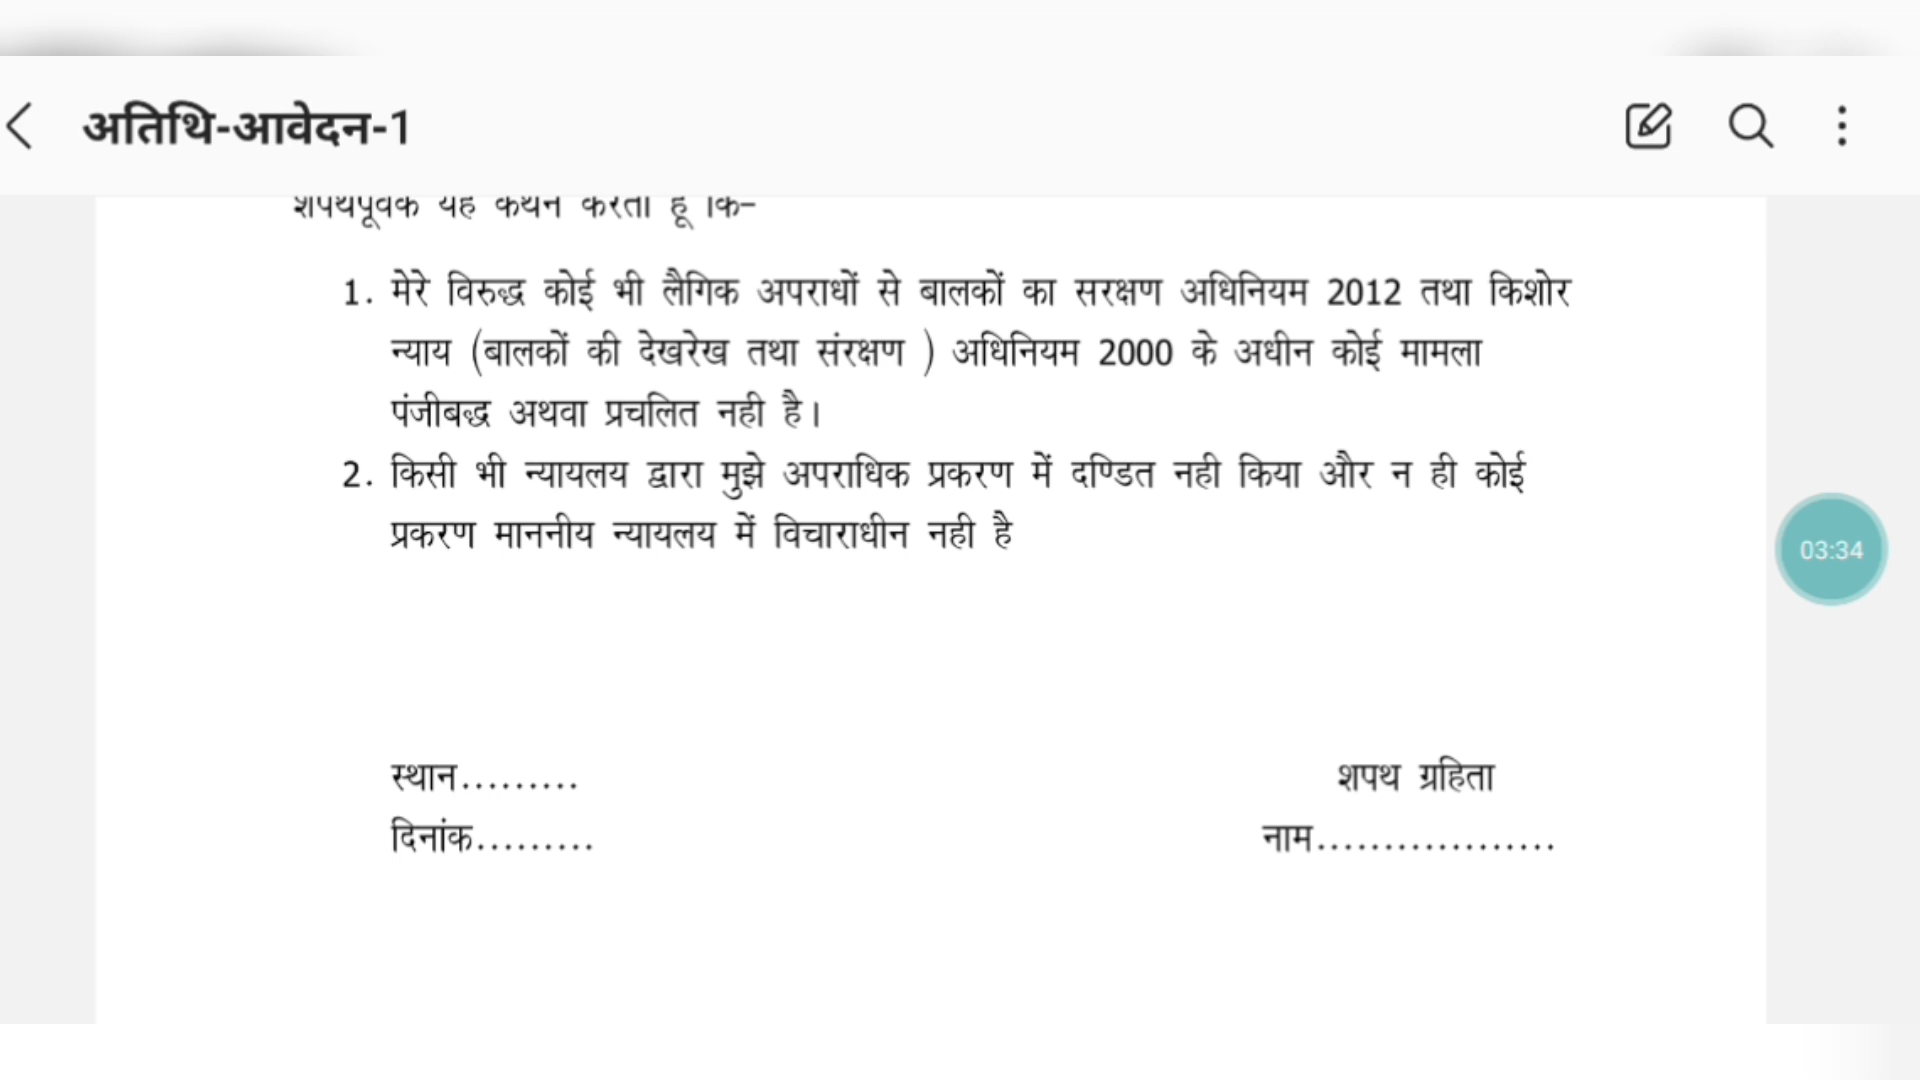 अतिथि-आवेदन-1
शपथपूर्वक यह कथन करता हूं कि–
1. मेरे विरुद्ध कोई भी लैगिक अपराधों से बालकों का सरक्षण अधिनियम 2012 तथा किशोर
न्याय (बालकों की देखरेख तथा संरक्षण ) अधिनियम 2000 के अधीन कोई मामला
पंजीबद्ध अथवा प्रचलित नही है।
2. किसी भी न्यायलय द्वारा मुझे अपराधिक प्रकरण में दण्डित नही किया और न ही कोई
प्रकरण माननीय न्यायलय में विचाराधीन नही है
03:34
स्थान......... शपथ ग्रहिता
दिनांक......... नाम..................